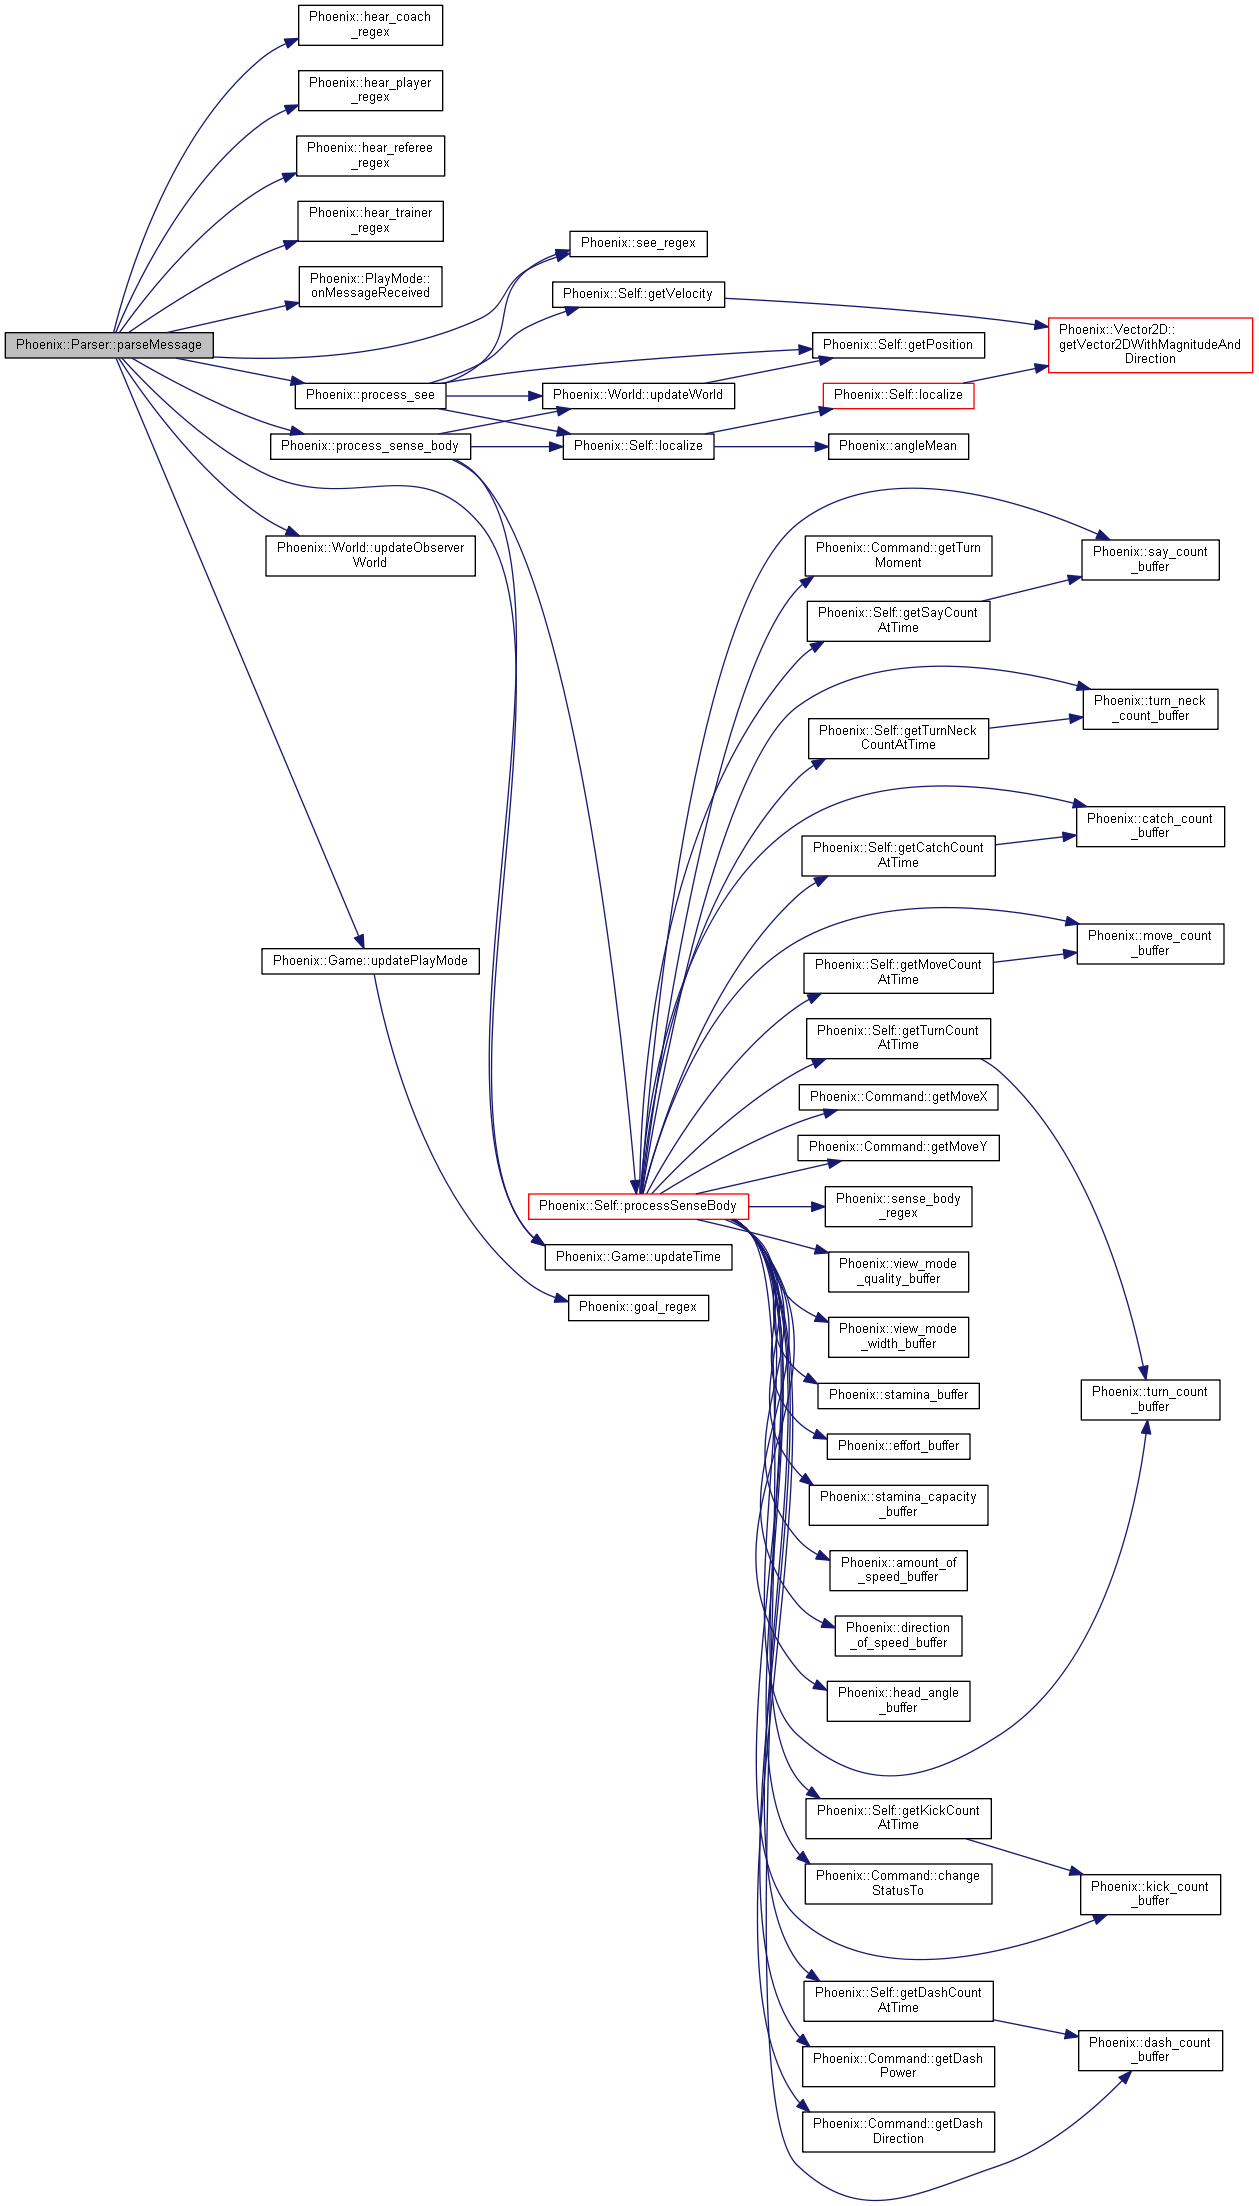 Phoenix::hear_coach
_regex
Phoenix::hear_player
_regex
Phoenix::hear_referee
_regex
Phoenix::hear_trainer
_regex
Phoenix::PlayMode::
onMessageReceived
Phoenix::Parser::parseMessage
Phoenix::process_see
Phoenix::process_sense_body
Phoenix::World::updateObserver
World
Phoenix::Game::updatePlayMode
Phoenix::see_regex
Phoenix::Self::getVelocity
Phoenix::World::updateWorld
Phoenix::Self::localize
Phoenix::Self::processSenseBody
Phoenix::Game::updateTime
Phoenix::goal_regex
Phoenix::Self::getPosition
Phoenix::Self::localize
Phoenix::angleMean
Phoenix::Command::getTurn
Moment
Phoenix::Self::getSayCount
AtTime
Phoenix::Self::getTurnNeck
CountAtTime
Phoenix::Self::getCatchCount
AtTime
Phoenix::Self::getMoveCount
AtTime
Phoenix::Self::getTurnCount
AtTime
Phoenix::Command::getMoveX
Phoenix::Command::getMoveY
Phoenix::sense_body
_regex
Phoenix::view_mode
_quality_buffer
Phoenix::view_mode
_width_buffer
Phoenix::stamina_buffer
Phoenix::effort_buffer
Phoenix::stamina_capacity
_buffer
Phoenix::amount_of
_speed_buffer
Phoenix::direction
_of_speed_buffer
Phoenix::head_angle
_buffer
Phoenix::Self::getKickCount
AtTime
Phoenix::Command::change
StatusTo
Phoenix::Self::getDashCount
AtTime
Phoenix::Command::getDash
Power
Phoenix::Command::getDash
Direction
Phoenix::Vector2D::
getVector2DWithMagnitudeAnd
Direction
Phoenix::say_count
_buffer
Phoenix::turn_neck
_count_buffer
Phoenix::catch_count
_buffer
Phoenix::move_count
_buffer
Phoenix::turn_count
_buffer
Phoenix::kick_count
_buffer
Phoenix::dash_count
_buffer